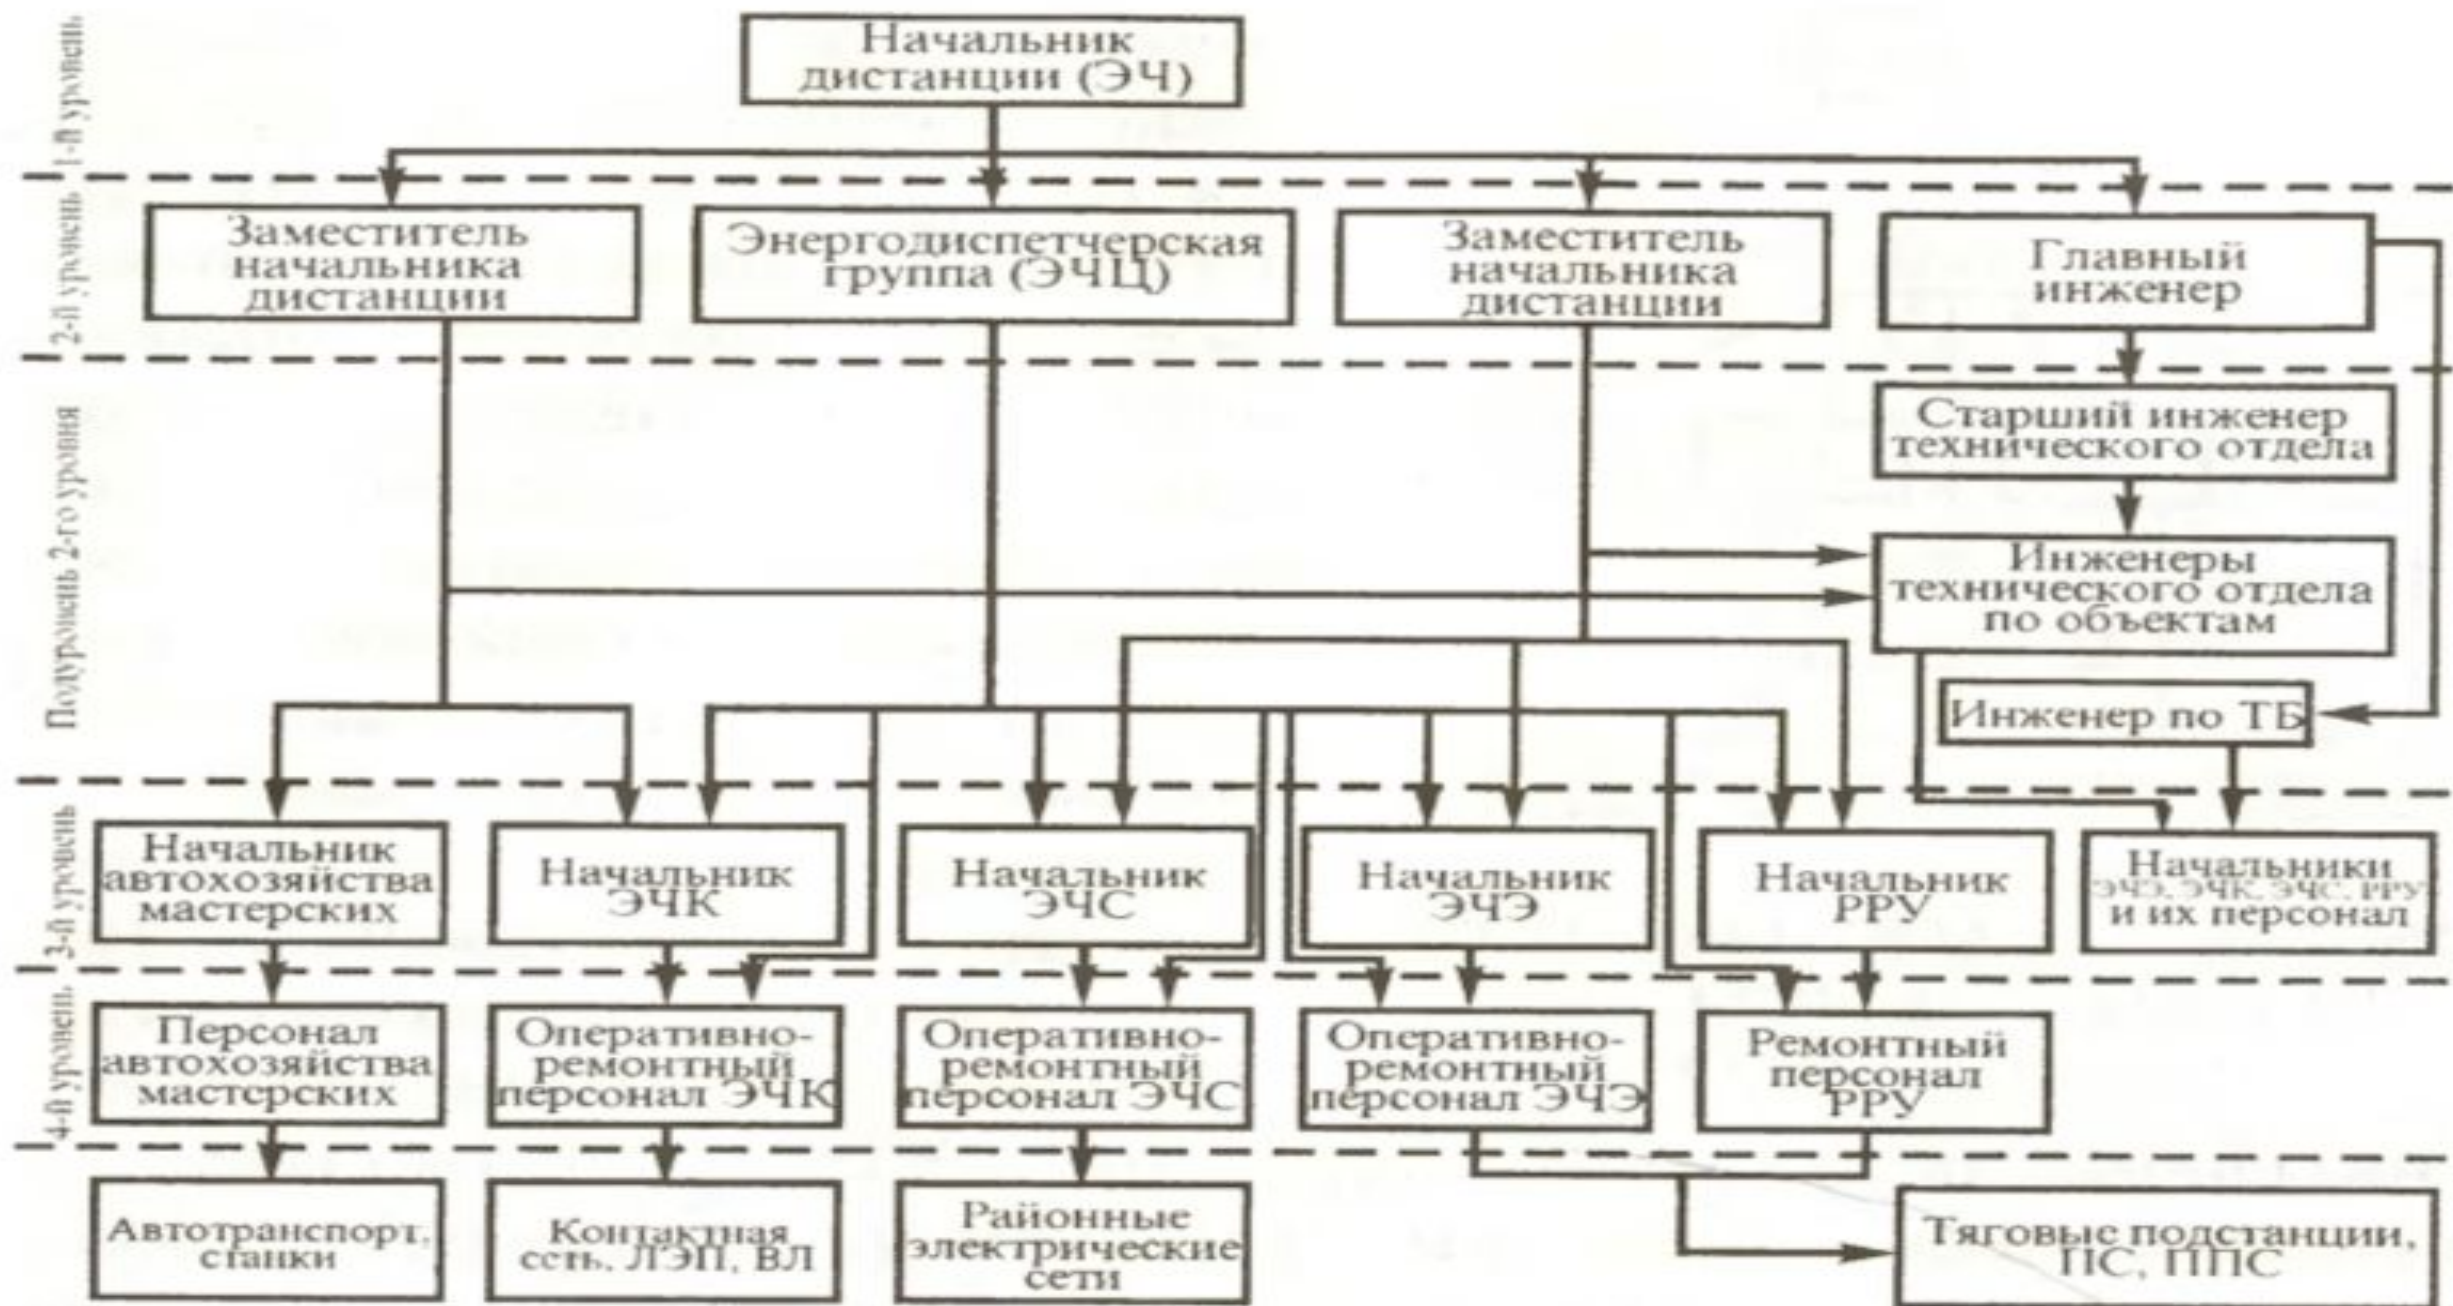 Начальник
дистанции (ЭЧ)
1-й уровень
Заместитель
начальника
дистанции
Энергодиспетчерская
группа (ЭЧЦ)
Заместитель
начальника
дистанции
Главный
инженер
2-й уровень
Старший инженер
технического отдела
Инженеры
технического отдела
по объектам
Инженер по ТБ
Подуровень 2-го уровня
Начальник
автохозяйства
мастерских
Начальник
ЭЧК
Начальник
ЭЧС
Начальник
ЭЧЭ
Начальник
РРУ
Начальники
ЭЧЭ, ЭЧК, ЭЧС, РРУ
и их персонал
3-й уровень
Персонал
автохозяйства
мастерских
Оперативно-
ремонтный
персонал ЭЧК
Оперативно-
ремонтный
персонал ЭЧС
Оперативно-
ремонтный
персонал ЭЧЭ
Ремонтный
персонал
РРУ
4-й уровень
Автотранспорт,
станки
Контактная
сеть, ЛЭП, ВЛ
Районные
электрические
сети
Тяговые подстанции,
ПС, ППС